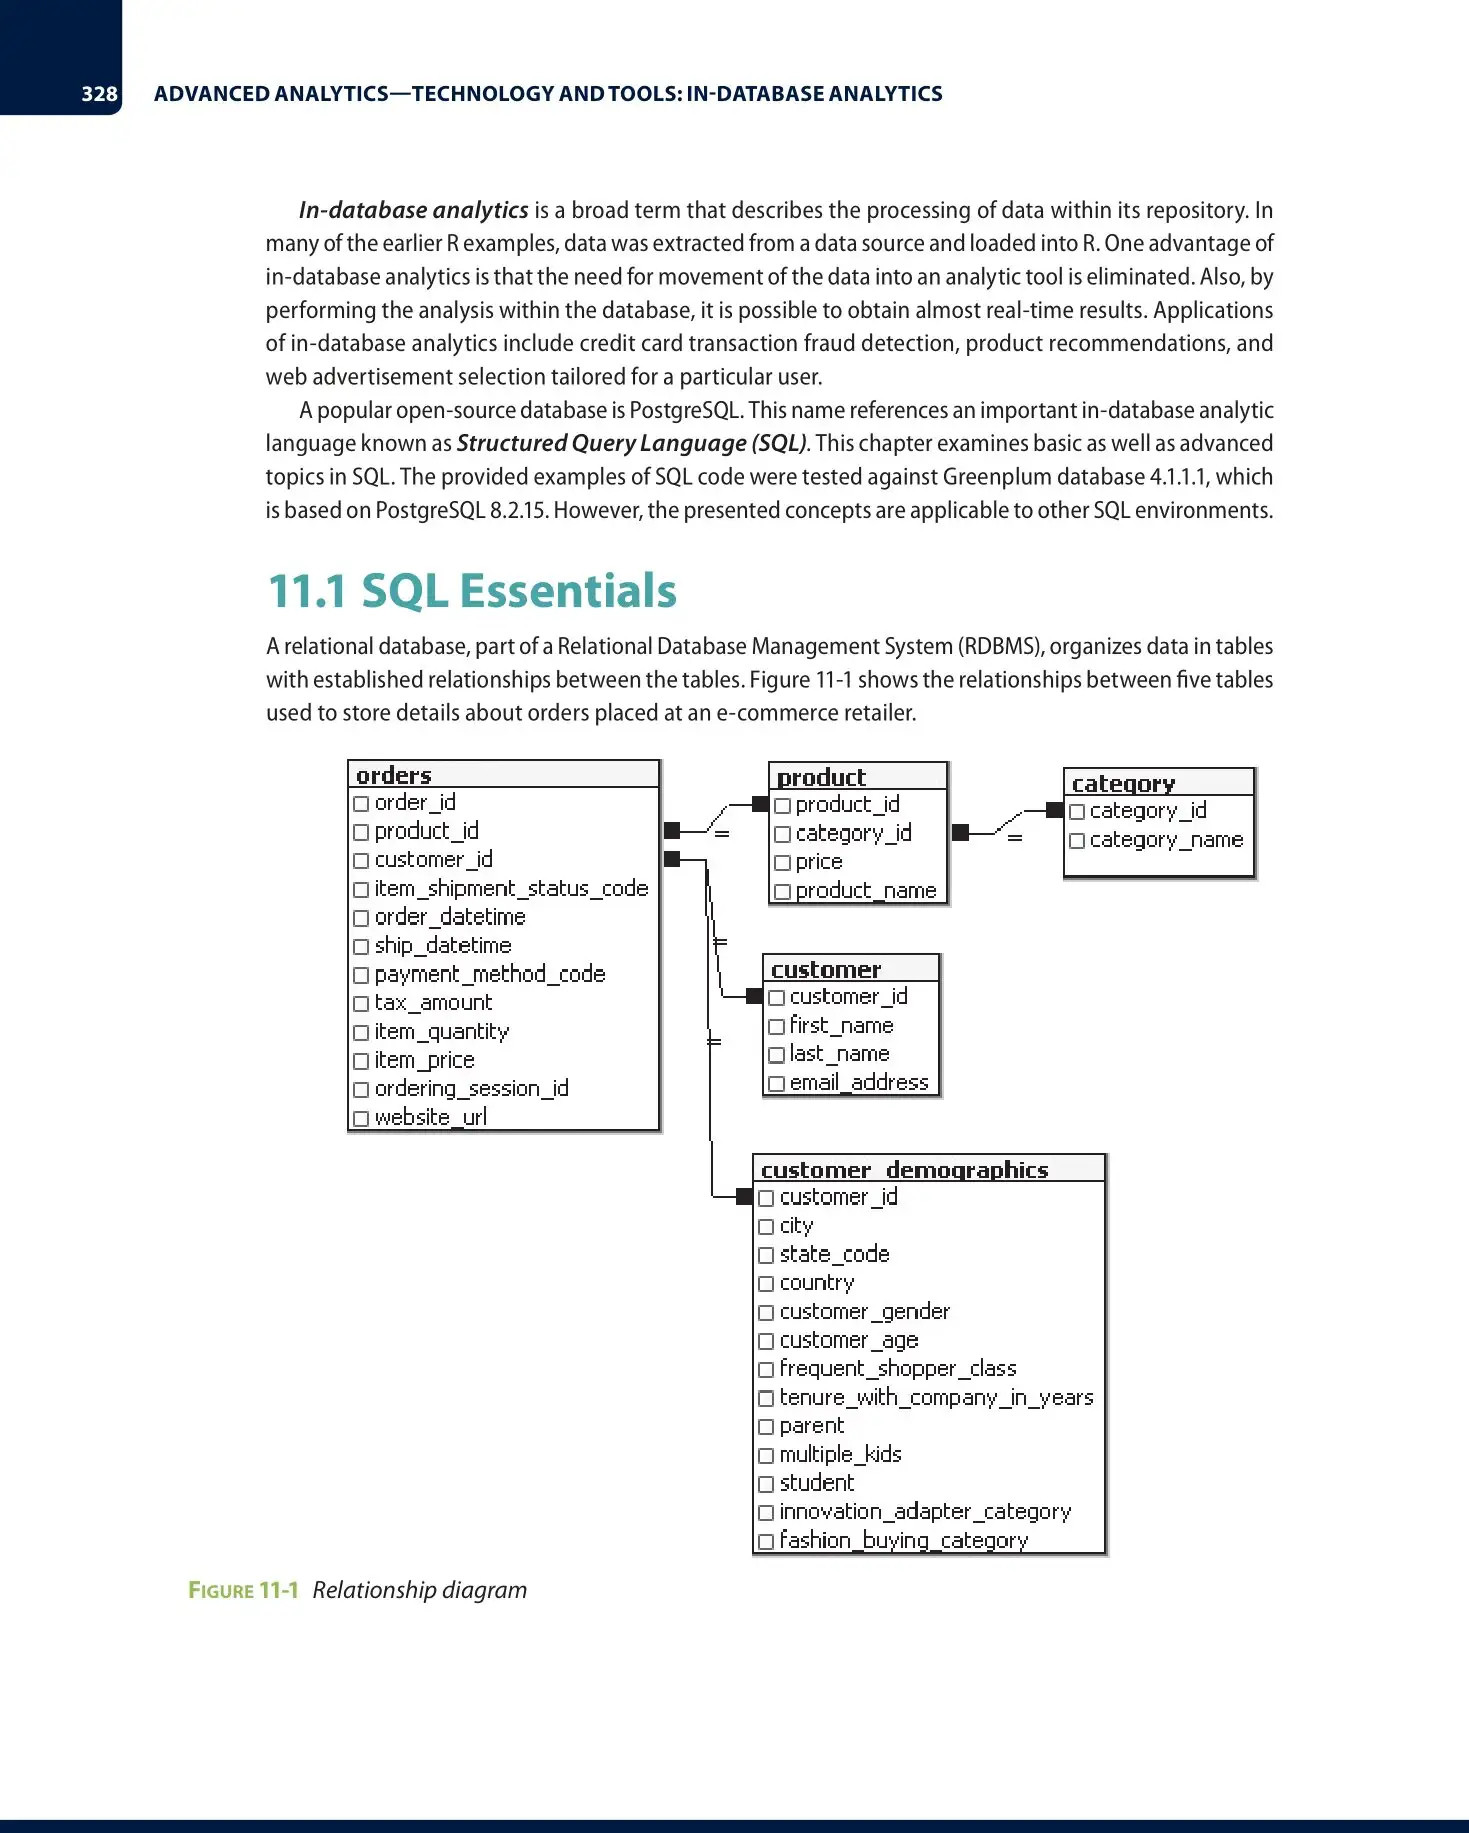 328 ADVANCED ANALYTICS—TECHNOLOGY AND TOOLS: IN-DATABASE ANALYTICS
In-database analytics is a broad term that describes the processing of data within its repository. In
many of the earlier R examples, data was extracted from a data source and loaded into R. One advantage of
in-database analytics is that the need for movement of the data into an analytic tool is eliminated. Also, by
performing the analysis within the database, it is possible to obtain almost real-time results. Applications
of in-database analytics include credit card transaction fraud detection, product recommendations, and
web advertisement selection tailored for a particular user.
A popular open-source database is PostgreSQL. This name references an important in-database analytic
language known as Structured Query Language (SQL). This chapter examines basic as well as advanced
topics in SQL. The provided examples of SQL code were tested against Greenplum database 4.1.1.1, which
is based on PostgreSQL 8.2.15. However, the presented concepts are applicable to other SQL environments.
11.1 SQL Essentials
A relational database, part of a Relational Database Management System (RDBMS), organizes data in tables
with established relationships between the tables. Figure 11-1 shows the relationships between five tables
used to store details about orders placed at an e-commerce retailer.
orders
order_id
product_id
customer_id
item_shipment_status_code
order_datetime
ship_datetime
payment_method_code
tax_amount
item_quantity
item_price
ordering_session_id
website_url
product
product_id
category_id
price
product_name
category
category_id
category_name
customer
customer_id
first_name
last_name
email_address
customer_demographics
customer_id
city
state_code
country
customer_gender
customer_age
frequent_shopper_class
tenure_with_company_in_years
parent
multiple_kids
student
innovation_adapter_category
fashion_buying_category
=
=
=
=
FIGURE 11-1 Relationship diagram